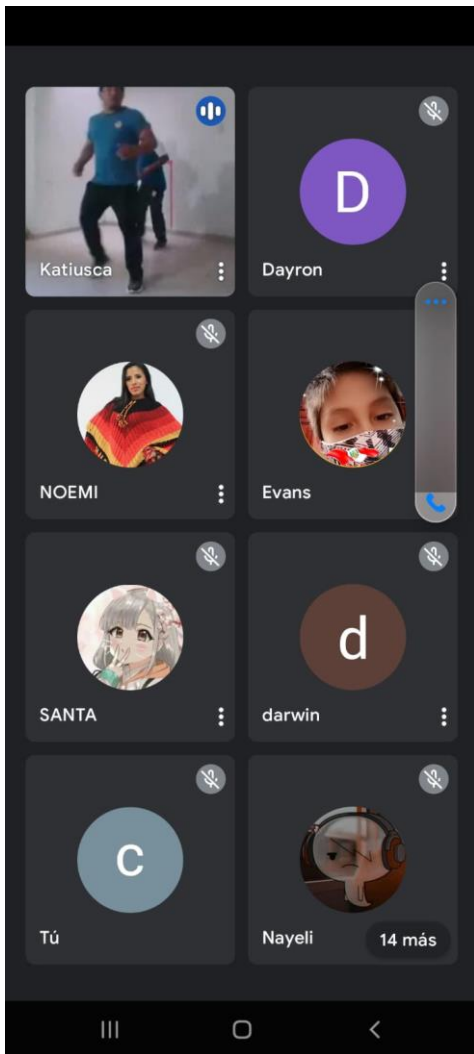 Katiusca
D
Dayron
NOEMI
Evans
SANTA
d
darwin
c
Tú
Nayeli
14 más